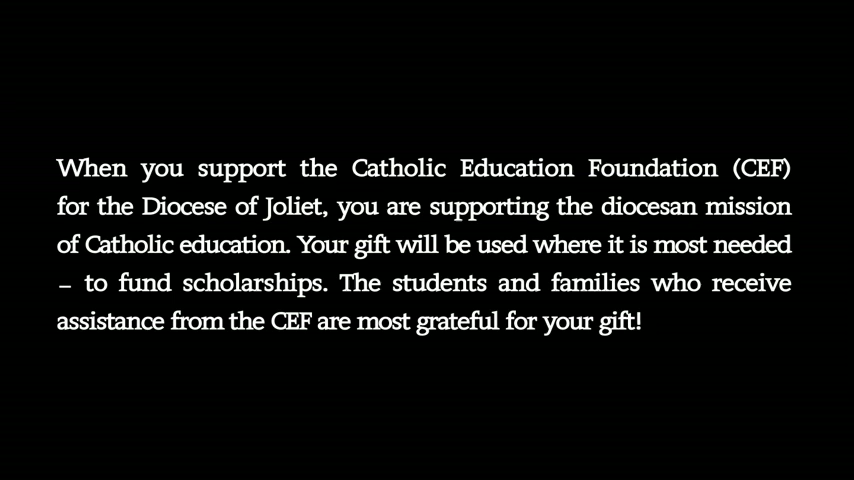 When you support the Catholic Education Foundation (CEF)
for the Diocese of Joliet, you are supporting the diocesan mission
of Catholic education. Your gift will be used where it is most needed
– to fund scholarships. The students and families who receive
assistance from the CEF are most grateful for your gift!